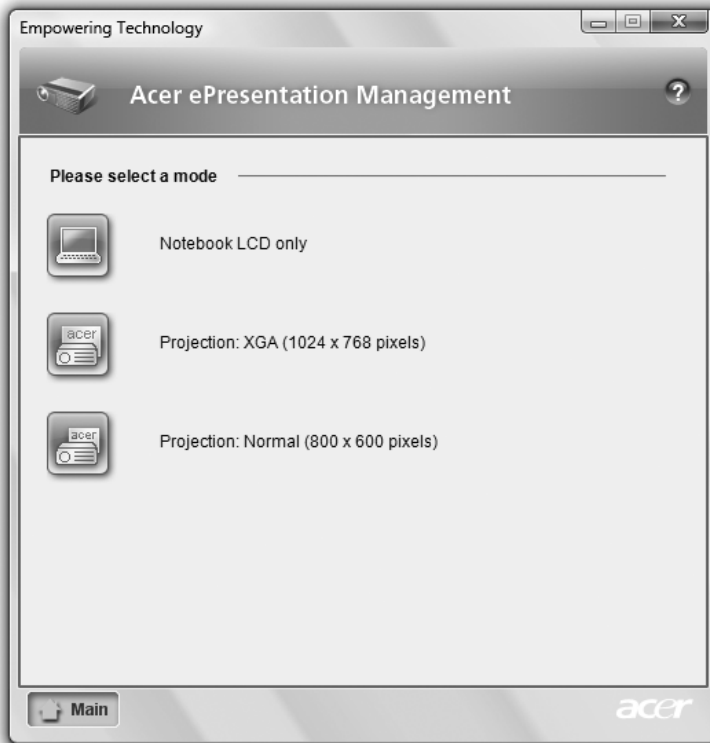 Empowering Technology
Acer ePresentation Management
?
Please select a mode
Notebook LCD only
acer
Projection: XGA (1024 x 768 pixels)
acer
Projection: Normal (800 x 600 pixels)
Main
acer